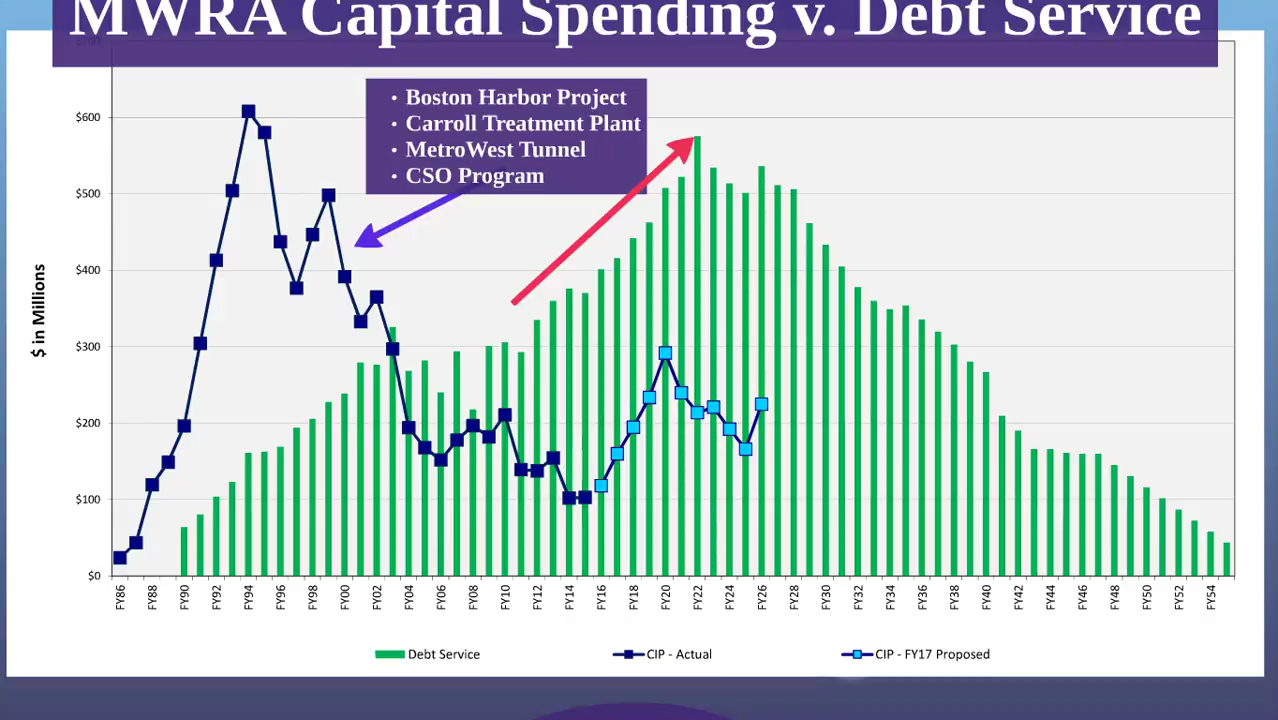 MWRA Capital Spending v. Debt Service
• Boston Harbor Project
• Carroll Treatment Plant
• MetroWest Tunnel
• CSO Program
$600
$500
$400
$300
$200
$100
$0
$ in Millions
FY86 FY88 FY90 FY92 FY94 FY96 FY98 FY00 FY02 FY04 FY06 FY08 FY10 FY12 FY14 FY16 FY18 FY20 FY22 FY24 FY26 FY28 FY30 FY32 FY34 FY36 FY38 FY40 FY42 FY44 FY46 FY48 FY50 FY52 FY54
Debt Service CIP - Actual CIP - FY17 Proposed